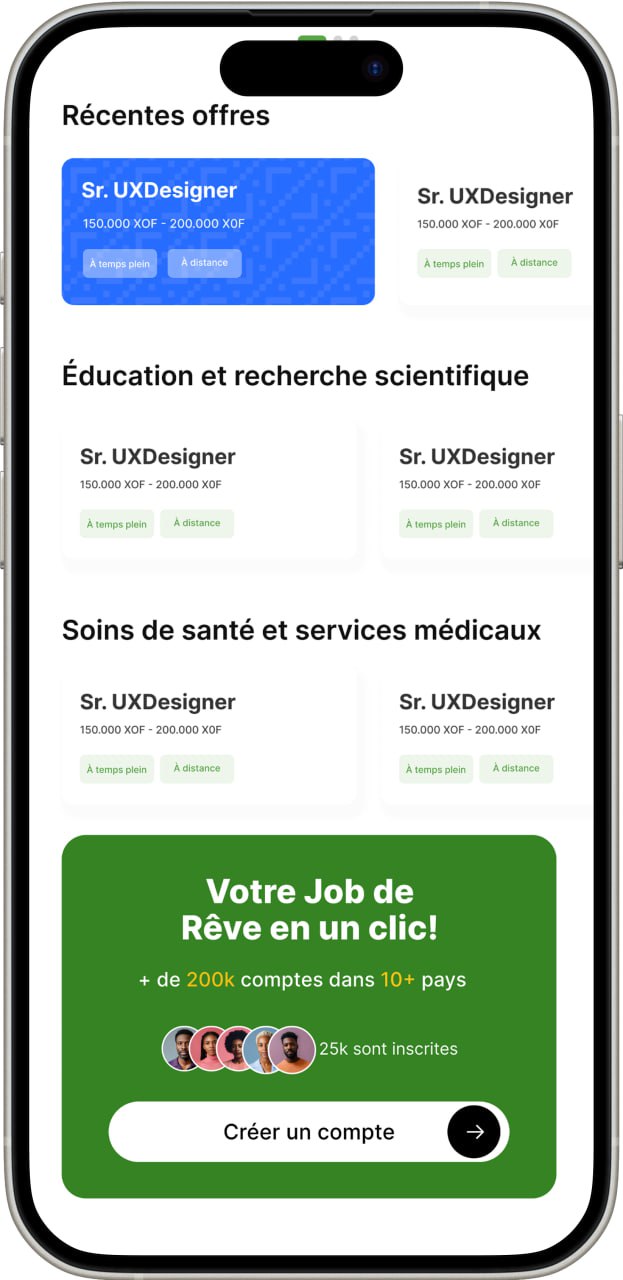 Récentes offres
Sr. UXDesigner
150.000 XOF - 200.000 X0F
À temps plein
À distance
Sr. UXDesigner
150.000 XOF - 200.000 X0F
À temps plein
À distance
Éducation et recherche scientifique
Sr. UXDesigner
150.000 XOF - 200.000 X0F
À temps plein
À distance
Sr. UXDesigner
150.000 XOF - 200.000 X0F
À temps plein
À distance
Soins de santé et services médicaux
Sr. UXDesigner
150.000 XOF - 200.000 X0F
À temps plein
À distance
Sr. UXDesigner
150.000 XOF - 200.000 X0F
À temps plein
À distance
Votre Job de
Rêve en un clic!
+ de 200k comptes dans 10+ pays
25k sont inscrites
Créer un compte